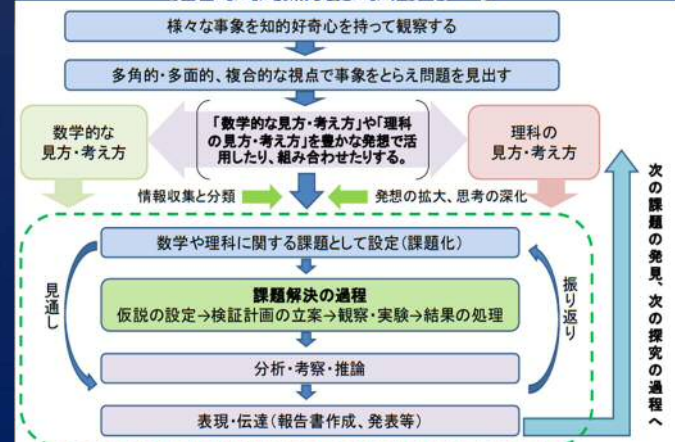 様々な事象を知的好奇心を持って観察する
多角的・多面的、複合的な視点で事象をとらえ問題を見出す
数学的な
見方・考え方
「数学的な見方・考え方」や「理科
の見方・考え方」を豊かな発想で活
用したり、組み合わせたりする。
理科の
見方・考え方
情報収集と分類
発想の拡大、思考の深化
数学や理科に関する課題として設定(課題化)
見通し
課題解決の過程
仮説の設定→検証計画の立案→観察・実験→結果の処理
振り返り
分析・考察・推論
表現・伝達(報告書作成、発表等)
次の課題の発見、次の探究の過程へ